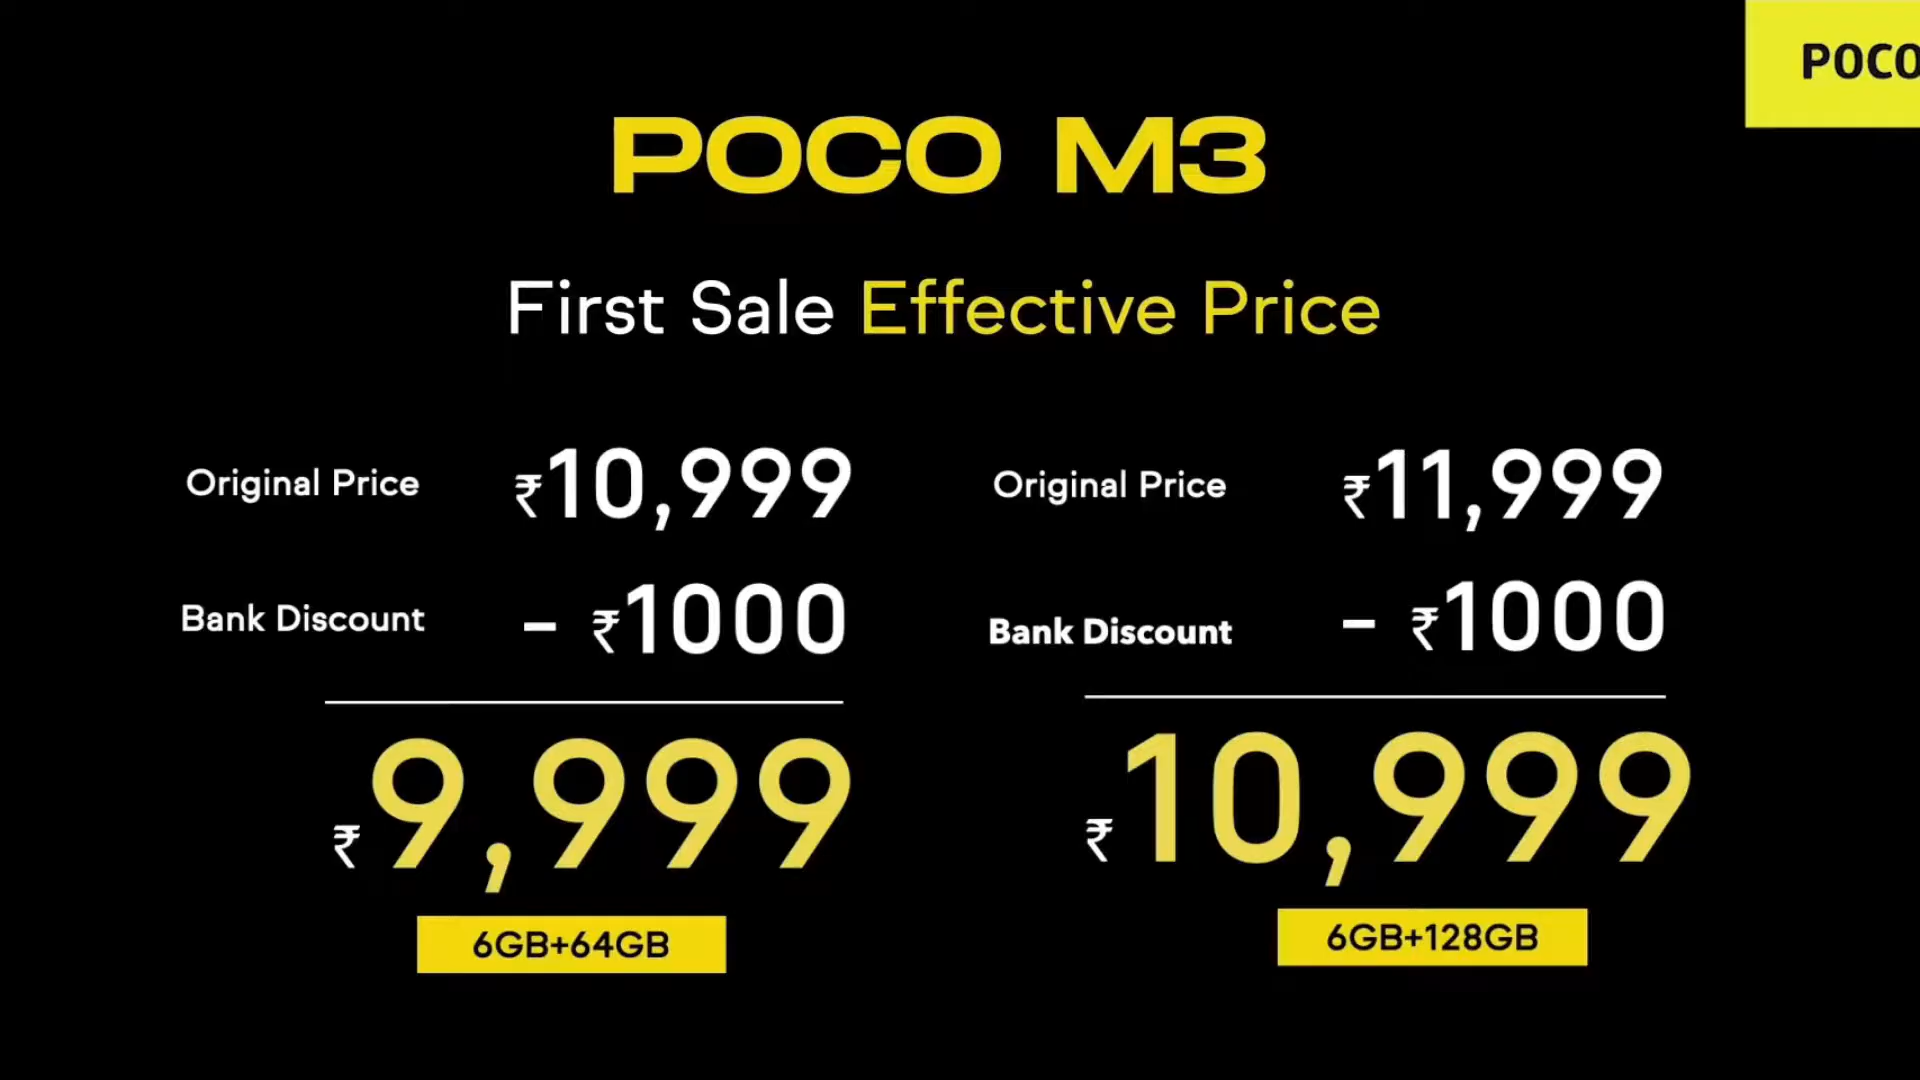 POCO
POCO M3
First Sale Effective Price
Original Price ₹10,999
Bank Discount - ₹1000
₹9,999
6GB+64GB
Original Price ₹11,999
Bank Discount - ₹1000
₹10,999
6GB+128GB